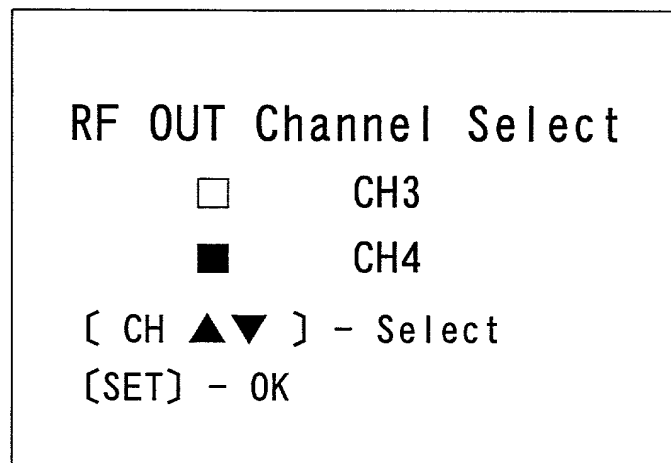 RF OUT Channel Select
□ CH3
■ CH4
[ CH ▲▼ ] - Select
[SET] - OK